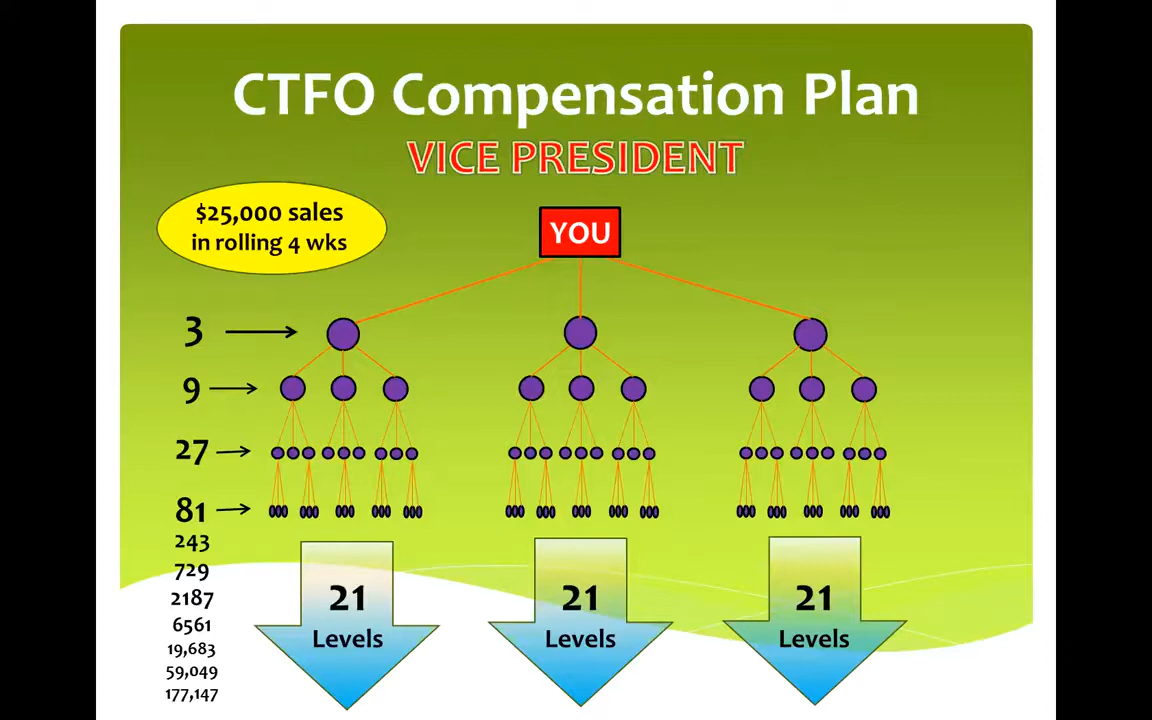 CTFO Compensation Plan
VICE PRESIDENT
$25,000 sales
in rolling 4 wks
YOU
3
9
27
81
243
729
2187
6561
19,683
59,049
177,147
21
Levels
21
Levels
21
Levels